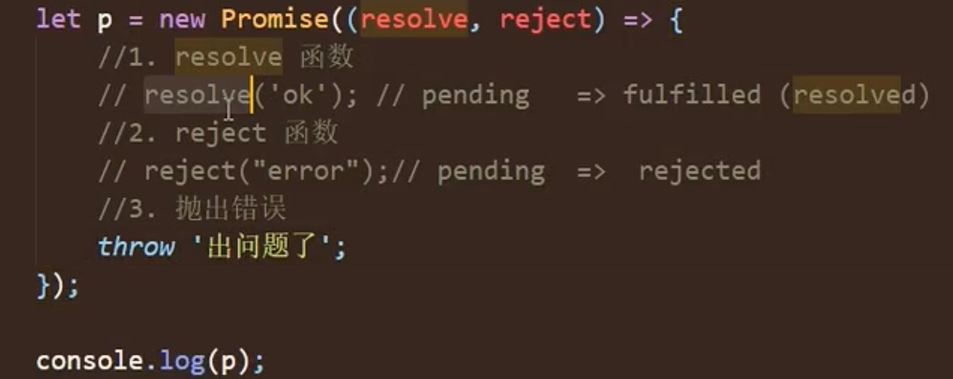 let p = new Promise((resolve, reject) => {
//1. resolve 函数
// resolve('ok'); // pending => fulfilled (resolved)
//2. reject 函数
// reject("error");// pending => rejected
//3. 抛出错误
throw '出问题了';
});
console.log(p);